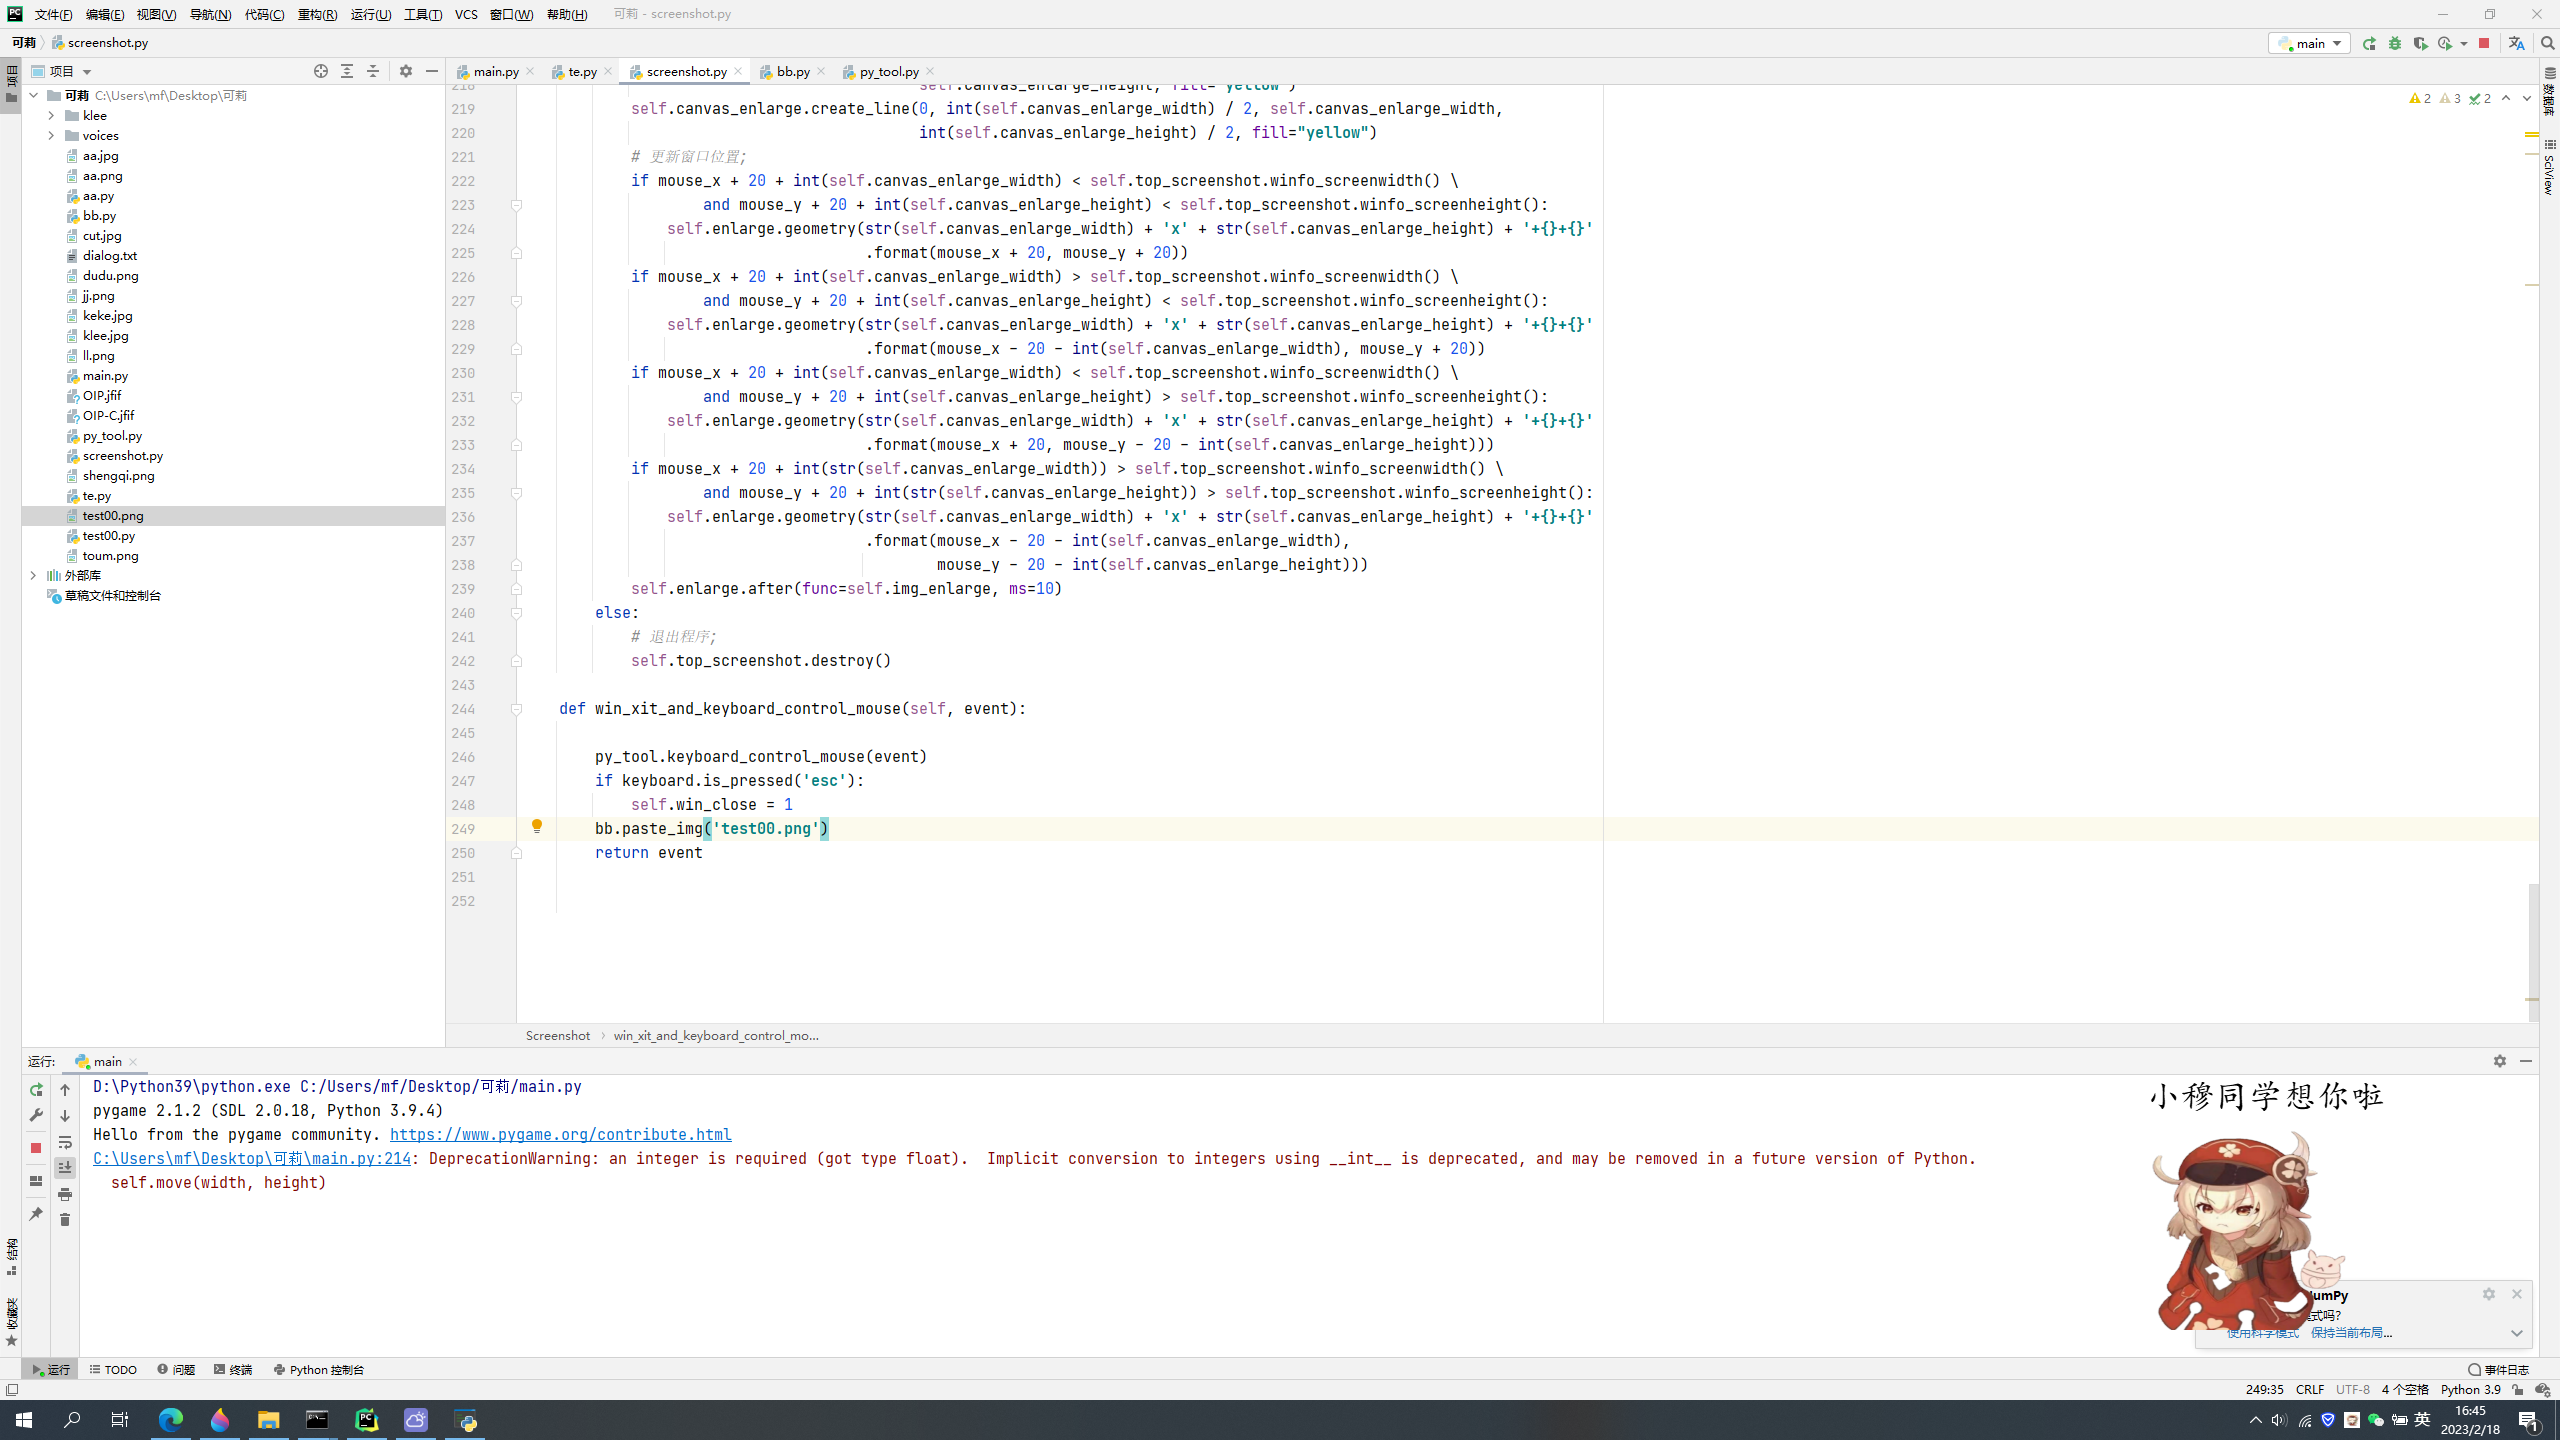 文件(F) 编辑(E) 视图(V) 导航(N) 代码(C) 重构(R) 运行(U) 工具(T) VCS 窗口(W) 帮助(H) 可莉 - screenshot.py
可莉 screenshot.py main
项目 main.py te.py screenshot.py bb.py py_tool.py
可莉 C:\Users\mf\Desktop\可莉
klee
voices
aa.jpg
aa.png
aa.py
bb.py
cut.jpg
dialog.txt
dudu.png
jj.png
keke.jpg
klee.jpg
ll.png
main.py
OIP.jfif
OIP-C.jfif
py_tool.py
screenshot.py
shengqi.png
te.py
test00.png
test00.py
toum.png
外部库
草稿文件和控制台
项目
结构
收藏夹
数据库
SciView
2 3 2
218 self.canvas_enlarge_height, fill="yellow")
219 self.canvas_enlarge.create_line(0, int(self.canvas_enlarge_width) / 2, self.canvas_enlarge_width,
220 int(self.canvas_enlarge_height) / 2, fill="yellow")
221 # 更新窗口位置;
222 if mouse_x + 20 + int(self.canvas_enlarge_width) < self.top_screenshot.winfo_screenwidth() \
223 and mouse_y + 20 + int(self.canvas_enlarge_height) < self.top_screenshot.winfo_screenheight():
224 self.enlarge.geometry(str(self.canvas_enlarge_width) + 'x' + str(self.canvas_enlarge_height) + '+{}+{}'
225 .format(mouse_x + 20, mouse_y + 20))
226 if mouse_x + 20 + int(self.canvas_enlarge_width) > self.top_screenshot.winfo_screenwidth() \
227 and mouse_y + 20 + int(self.canvas_enlarge_height) < self.top_screenshot.winfo_screenheight():
228 self.enlarge.geometry(str(self.canvas_enlarge_width) + 'x' + str(self.canvas_enlarge_height) + '+{}+{}'
229 .format(mouse_x - 20 - int(self.canvas_enlarge_width), mouse_y + 20))
230 if mouse_x + 20 + int(self.canvas_enlarge_width) < self.top_screenshot.winfo_screenwidth() \
231 and mouse_y + 20 + int(self.canvas_enlarge_height) > self.top_screenshot.winfo_screenheight():
232 self.enlarge.geometry(str(self.canvas_enlarge_width) + 'x' + str(self.canvas_enlarge_height) + '+{}+{}'
233 .format(mouse_x + 20, mouse_y - 20 - int(self.canvas_enlarge_height)))
234 if mouse_x + 20 + int(str(self.canvas_enlarge_width)) > self.top_screenshot.winfo_screenwidth() \
235 and mouse_y + 20 + int(str(self.canvas_enlarge_height)) > self.top_screenshot.winfo_screenheight():
236 self.enlarge.geometry(str(self.canvas_enlarge_width) + 'x' + str(self.canvas_enlarge_height) + '+{}+{}'
237 .format(mouse_x - 20 - int(self.canvas_enlarge_width),
238 mouse_y - 20 - int(self.canvas_enlarge_height)))
239 self.enlarge.after(func=self.img_enlarge, ms=10)
240 else:
241 # 退出程序;
242 self.top_screenshot.destroy()
243
244 def win_xit_and_keyboard_control_mouse(self, event):
245
246 py_tool.keyboard_control_mouse(event)
247 if keyboard.is_pressed('esc'):
248 self.win_close = 1
249 bb.paste_img('test00.png')
250 return event
251
252
Screenshot › win_xit_and_keyboard_control_mo...
运行: main
D:\Python39\python.exe C:/Users/mf/Desktop/可莉/main.py
pygame 2.1.2 (SDL 2.0.18, Python 3.9.4)
Hello from the pygame community. https://www.pygame.org/contribute.html
C:\Users\mf\Desktop\可莉\main.py:214: DeprecationWarning: an integer is required (got type float).  Implicit conversion to integers using __int__ is deprecated, and may be removed in a future version of Python.
self.move(width, height)
小穆同学想你啦
umPy
式吗?
使用科学模式 保持当前布局...
运行 TODO 问题 终端 Python 控制台 事件日志
249:35 CRLF UTF-8 4 个空格 Python 3.9
英 16:45
2023/2/18
1